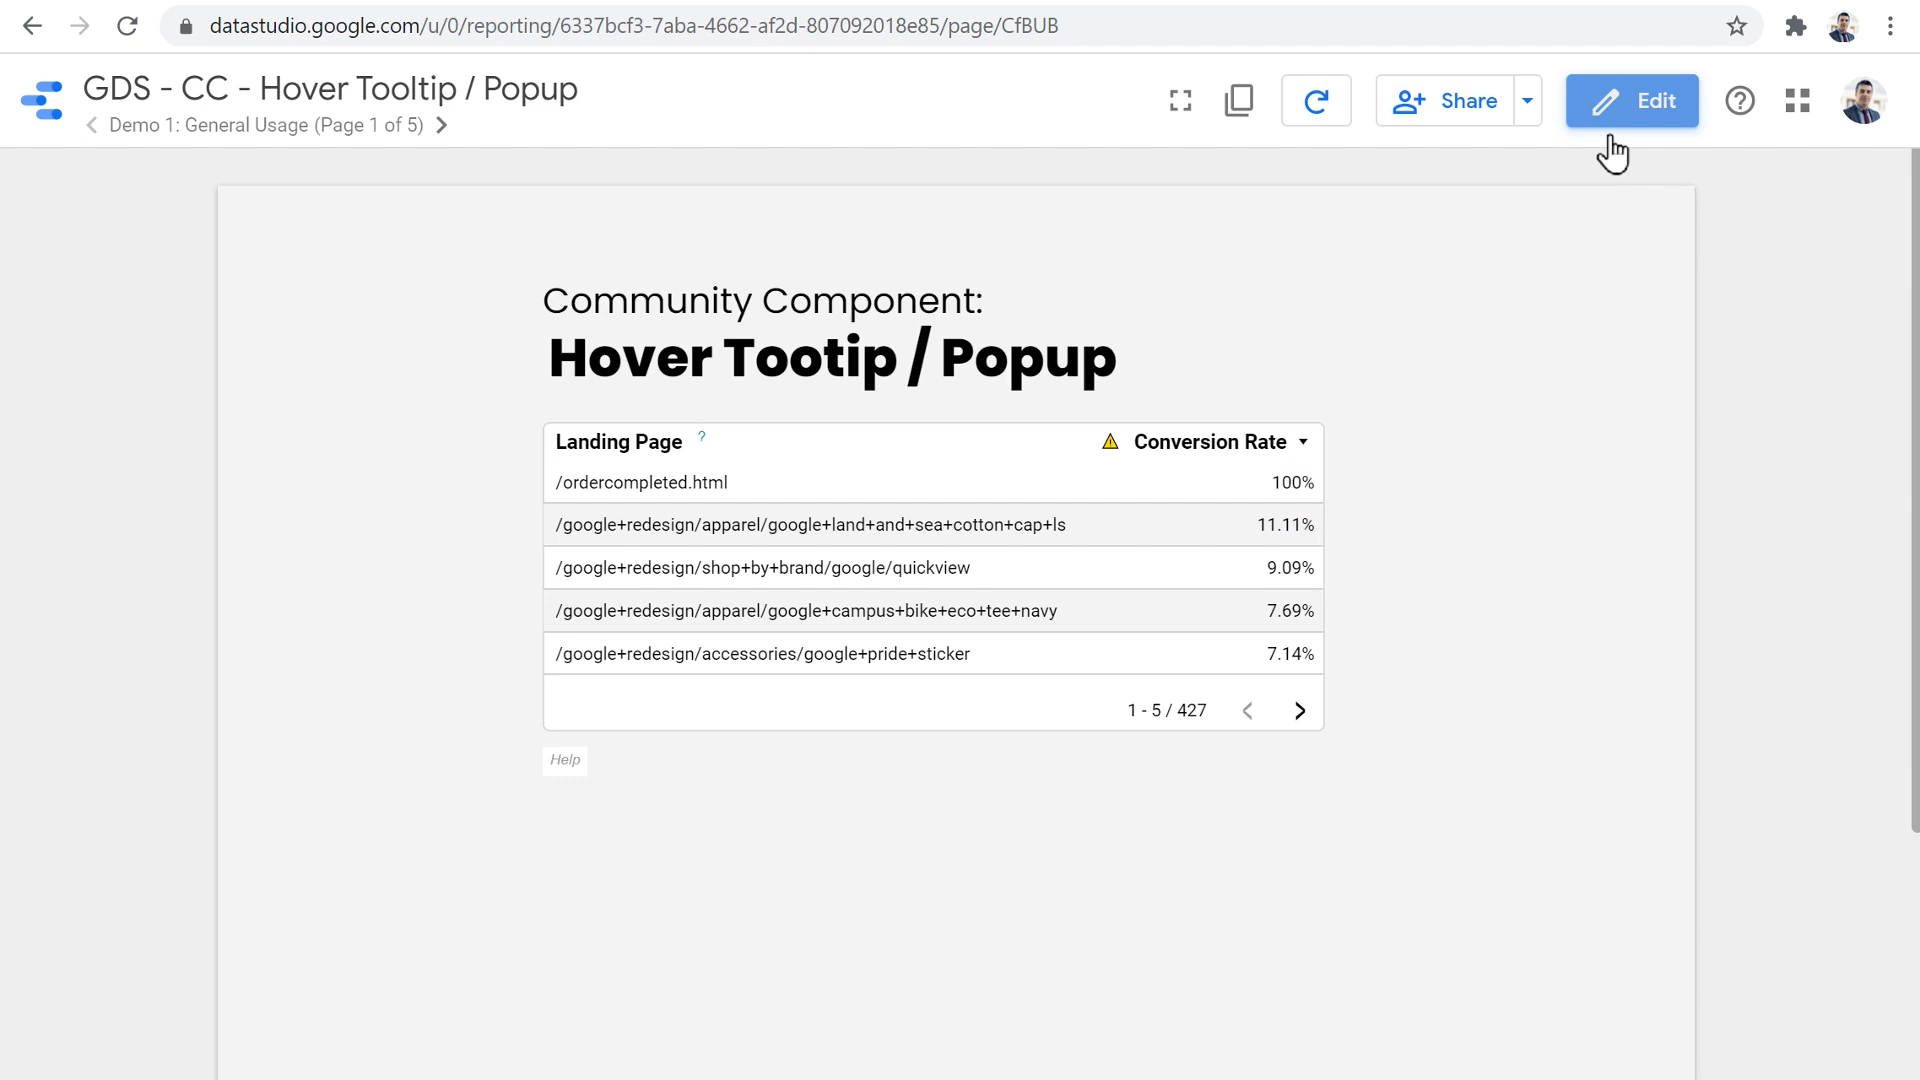 datastudio.google.com/u/0/reporting/6337bcf3-7aba-4662-af2d-807092018e85/page/CfBUB
GDS - CC - Hover Tooltip / Popup
Demo 1: General Usage (Page 1 of 5)
Share
Edit
Community Component:
Hover Tootip / Popup
Landing Page ?
Conversion Rate
/ordercompleted.html 100%
/google+redesign/apparel/google+land+and+sea+cotton+cap+ls 11.11%
/google+redesign/shop+by+brand/google/quickview 9.09%
/google+redesign/apparel/google+campus+bike+eco+tee+navy 7.69%
/google+redesign/accessories/google+pride+sticker 7.14%
1 - 5 / 427
Help